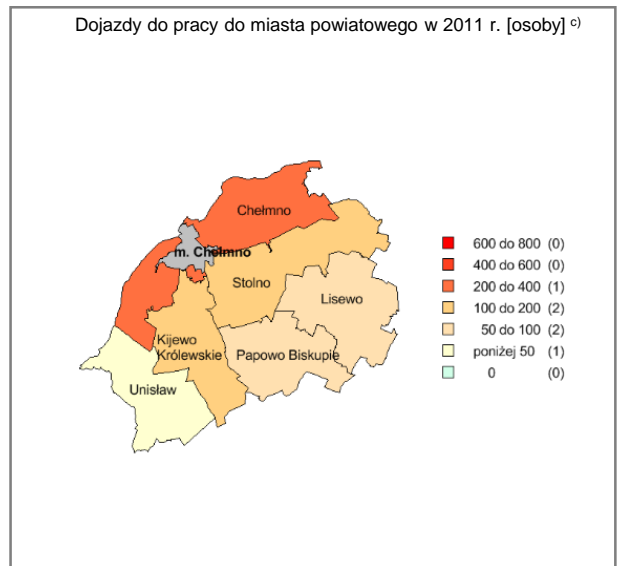 Dojazdy do pracy do miasta powiatowego w 2011 r. [osoby] c)
Chełmno
m. Chełmno
Stolno
Lisewo
Kijewo
Królewskie
Papowo Biskupie
Unisław
600 do 800 (0)
400 do 600 (0)
200 do 400 (1)
100 do 200 (2)
50 do 100 (2)
poniżej 50 (1)
0 (0)